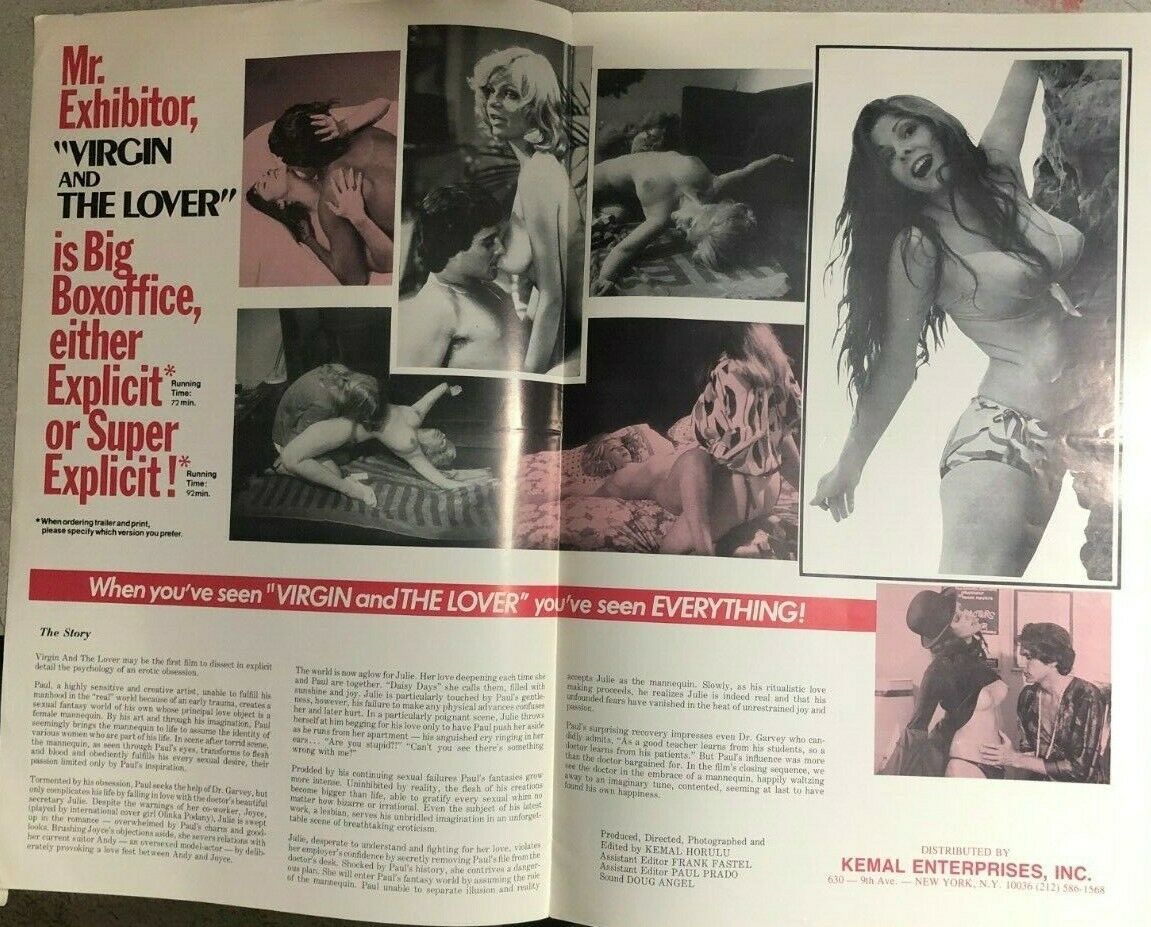 Mr.
Exhibitor,
"VIRGIN
AND
THE LOVER"
is Big
Boxoffice,
either
Explicit*
Running
Time:
72 min.
or Super
Explicit!*
Running
Time:
92min.
*When ordering trailer and print,
please specify which version you prefer.
When you've seen "VIRGIN and THE LOVER" you've seen EVERYTHING!
The Story
Virgin And The Lover may be the first film to dissect in explicit
detail the psychology of an erotic obsession.
Paul, a highly sensitive and creative artist, unable to fulfill his
manhood in the "real" world because of an early trauma, creates a
sexual fantasy world of his own whose principal love object is a
female mannequin. By his art and through his imagination, Paul
seemingly brings the mannequin to life to assume the identity of
various women who are part of his life. In scene after torrid scene,
the mannequin, as seen through Paul's eyes, transforms to flesh
and blood and obediently fulfills his every sexual desire, their
passion limited only by Paul's inspiration.
Tormented by his obsession, Paul seeks the help of Dr. Garvey, but
only complicates his life by falling in love with the doctor's beautiful
secretary Julie. Despite the warnings of her co-worker, Joyce,
(played by international cover girl Olinka Podany), Julie is swept
up in the romance — overwhelmed by Paul's charm and good-
looks. Brushing Joyce's objections aside, she severs relations with
her current suitor Andy — an oversexed model-actor — by delib-
erately provoking a love fest between Andy and Joyce.
The world is now aglow for Julie. Her love deepening each time she
and Paul are together. "Daisy Days" she calls them, filled with
sunshine and joy. Julie is particularly touched by Paul's gentle-
ness, however, his failure to make any physical advances confuses
her and later hurt. In a particularly poignant scene, Julie throws
herself at him begging for his love only to have Paul push her aside
as he runs from her apartment — his anguished cry ringing in her
ears... "Are you stupid?!" "Can't you see there's something
wrong with me!"
Prodded by his continuing sexual failures Paul's fantasies grew
more intense. Uninhibited by reality, the flesh of his creations
become bigger than life, able to gratify every sexual whim no
matter how bizarre or irrational. Even the subject of his latest
work, a lesbian, serves his unbridled imagination in an unforget-
table scene of breathtaking eroticism.
Julie, desperate to understand and fighting for her love, violates
her employer's confidence by secretly removing Paul's file from the
doctor's desk. Shocked by Paul's history, she contrives a danger-
ous plan. She will enter Paul's fantasy world by assuming the role
of the mannequin. Paul unable to separate illusion and reality
accepts Julie as the mannequin. Slowly, as his ritualistic love
making proceeds, he realizes Julie is indeed real and that his
unfounded fears have vanished in the heat of unrestrained joy and
passion.
Paul's surprising recovery impresses even Dr. Garvey who can-
didly admits, "As a good teacher learns from his students, so a
doctor learns from his patients." But Paul's influence was more
than the doctor bargained for. In the film's closing sequence, we
see the doctor in the embrace of a mannequin, happily waltzing
away to an imaginary tune, contented, seeming at last to have
found his own happiness.
Produced, Directed, Photographed and
Edited by KEMAL HORULU
Assistant Editor FRANK FASTEL
Assistant Editor PAUL PRADO
Sound DOUG ANGEL
DISTRIBUTED BY
KEMAL ENTERPRISES, INC.
630 — 9th Ave. — NEW YORK, N.Y. 10036 (212) 586-1568